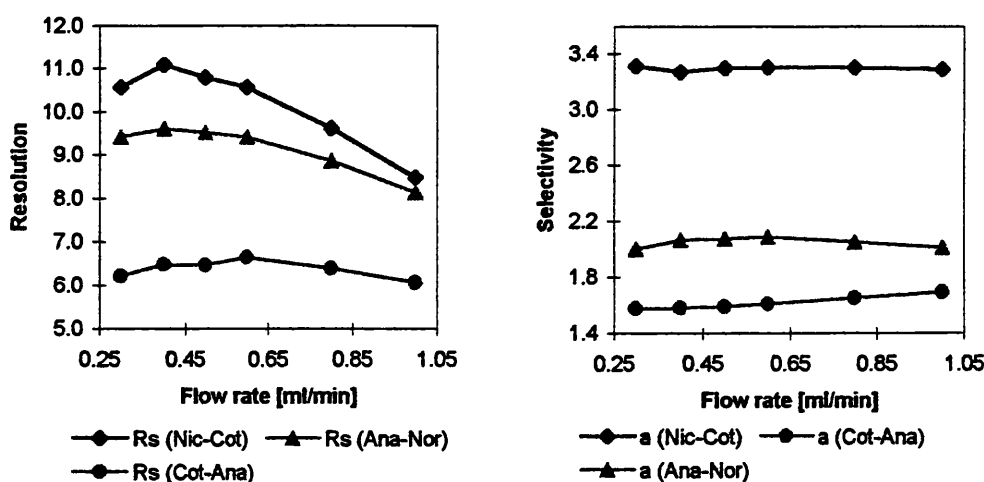 12.0
11.0
10.0
9.0
8.0
7.0
6.0
5.0
Resolution
0.25 0.45 0.65 0.85 1.05
Flow rate [ml/min]
Rs (Nic-Cot) Rs (Ana-Nor)
Rs (Cot-Ana)
3.4
3.0
2.6
2.2
1.8
1.4
Selectivity
0.25 0.45 0.65 0.85 1.05
Flow rate [ml/min]
a (Nic-Cot) a (Cot-Ana)
a (Ana-Nor)